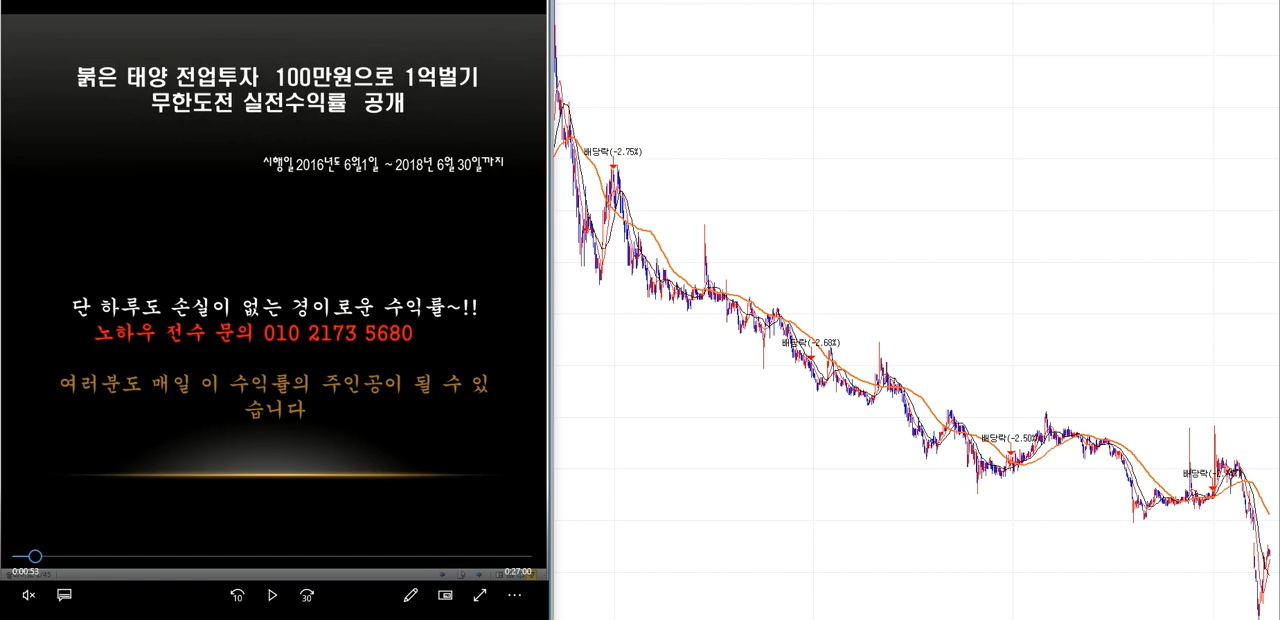 붉은 태양 전업투자 100만원으로 1억벌기
무한도전 실전수익률 공개
시행일 2016년도 6월1일 ~ 2018년 6월 30일까지
단 하루도 손실이 없는 경이로운 수익률~!!
노하우 전수 문의 010 2173 5680
여러분도 매일 이 수익률의 주인공이 될 수 있
습니다
0:00:53
0:27:00
10
30
배당락(-2.75%)
배당락(-2.68%)
배당락(-2.50%)